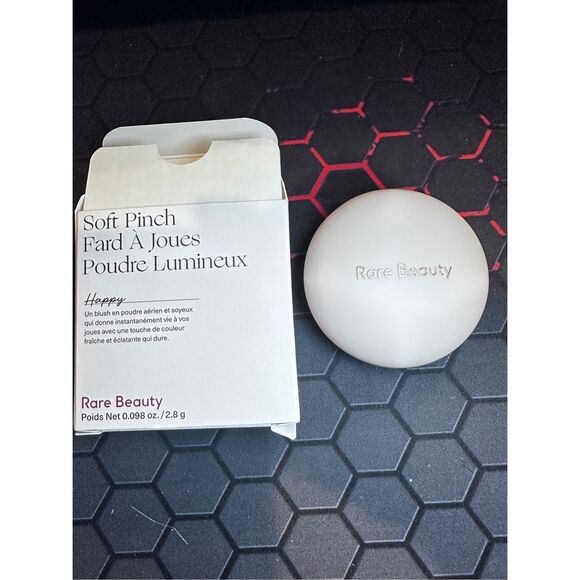 Soft Pinch
Fard À Joues
Poudre Lumineux
Happy
Un blush en poudre aérien et soyeux
qui donne instantanément vie à vos
joues avec une touche de couleur
fraîche et éclatante qui dure.
Rare Beauty
Poids Net 0.098 oz. / 2.8 g
Rare Beauty